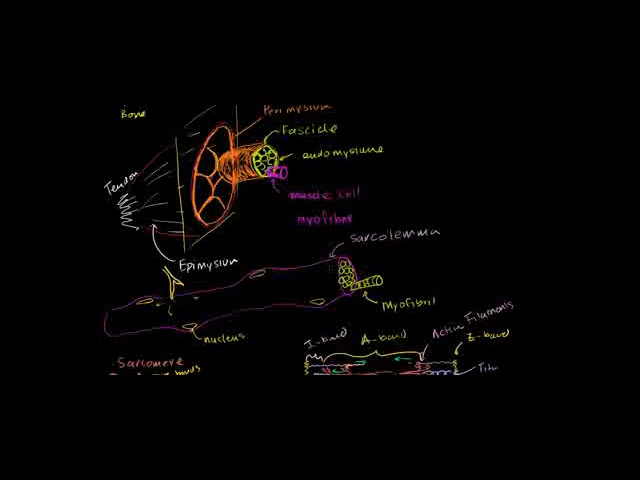 Bone
Perimysium
Fascicle
endomysium
Tendon
muscle cell
myofiber
Epimysium
Sarcolemma
Myofibril
nucleus
I-band
A-band
Actin Filaments
Z-band
Sarcomere